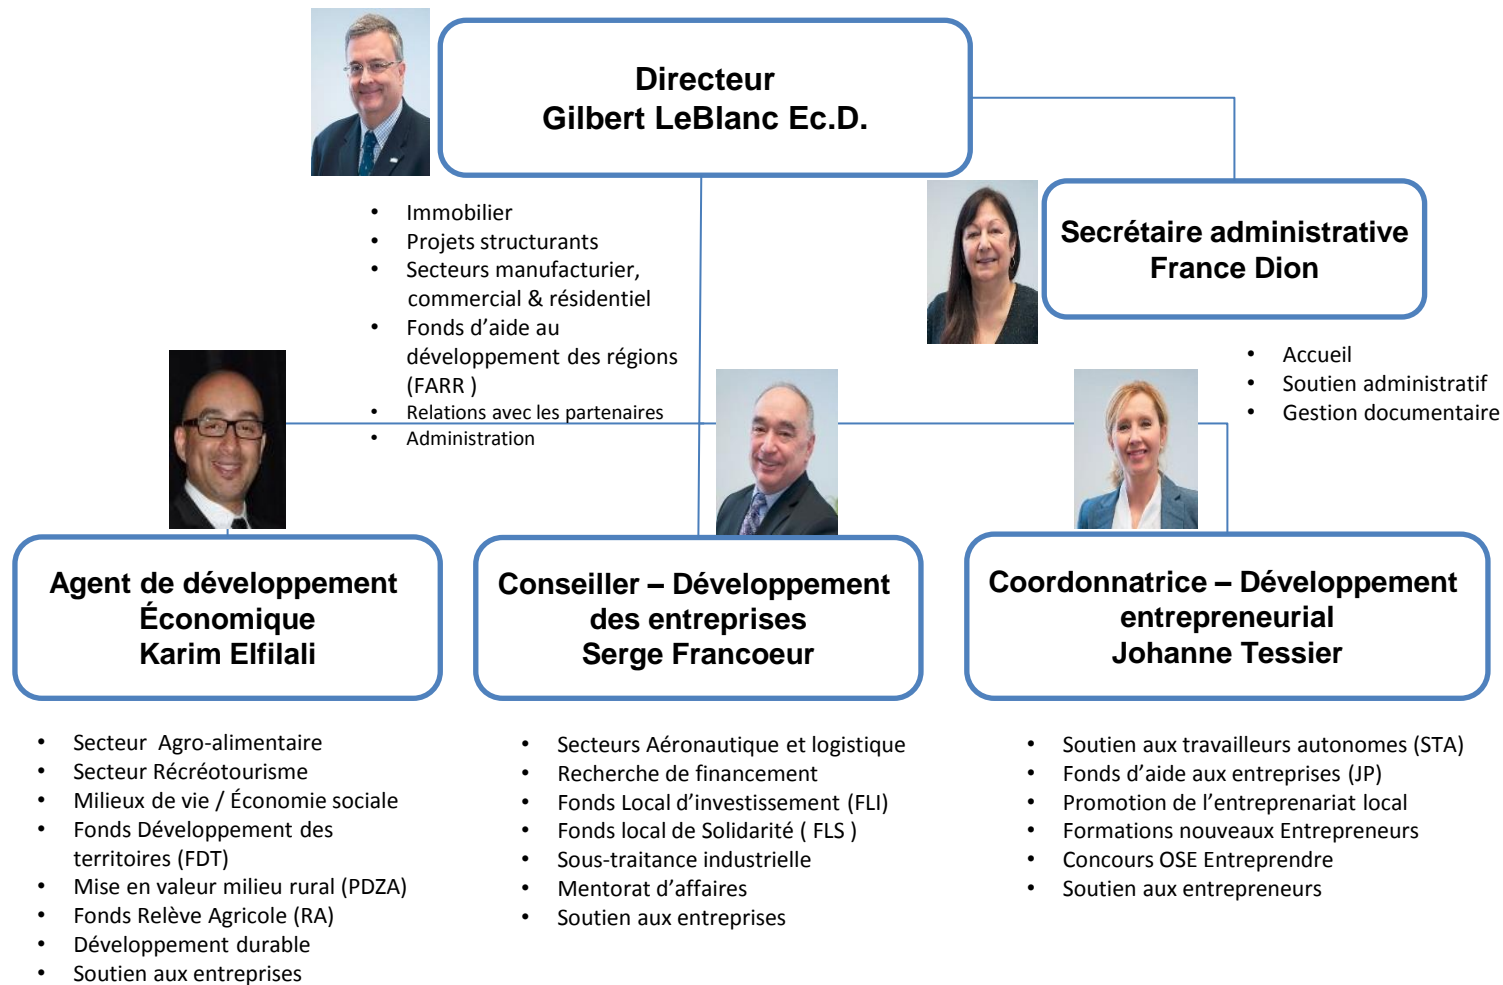 Directeur
Gilbert LeBlanc Ec.D.
• Immobilier
• Projets structurants
• Secteurs manufacturier,
commercial & résidentiel
• Fonds d'aide au
développement des régions
(FARR )
• Relations avec les partenaires
• Administration
Secrétaire administrative
France Dion
• Accueil
• Soutien administratif
• Gestion documentaire
Agent de développement
Économique
Karim Elfilali
• Secteur Agro-alimentaire
• Secteur Récréotourisme
• Milieux de vie / Économie sociale
• Fonds Développement des
territoires (FDT)
• Mise en valeur milieu rural (PDZA)
• Fonds Relève Agricole (RA)
• Développement durable
• Soutien aux entreprises
Conseiller – Développement
des entreprises
Serge Francoeur
• Secteurs Aéronautique et logistique
• Recherche de financement
• Fonds Local d'investissement (FLI)
• Fonds local de Solidarité ( FLS )
• Sous-traitance industrielle
• Mentorat d'affaires
• Soutien aux entreprises
Coordonnatrice – Développement
entrepreneurial
Johanne Tessier
• Soutien aux travailleurs autonomes (STA)
• Fonds d'aide aux entreprises (JP)
• Promotion de l'entreprenariat local
• Formations nouveaux Entrepreneurs
• Concours OSE Entreprendre
• Soutien aux entrepreneurs